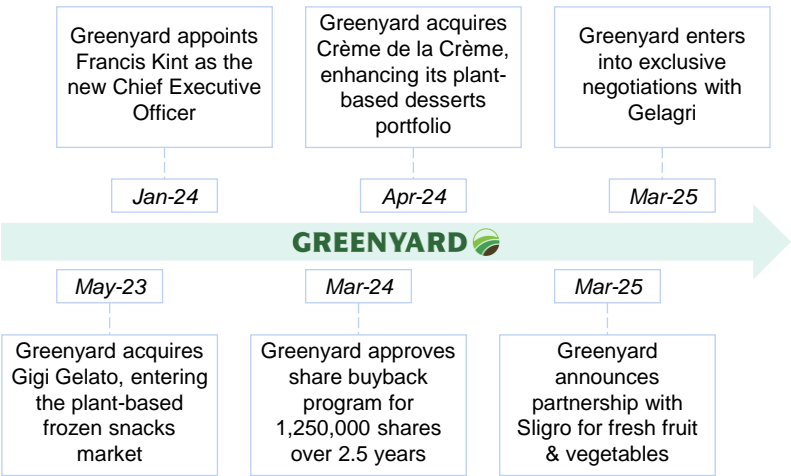 Greenyard appoints
Francis Kint as the
new Chief Executive
Officer
Greenyard acquires
Crème de la Crème,
enhancing its plant-
based desserts
portfolio
Greenyard enters
into exclusive
negotiations with
Gelagri
Jan-24
Apr-24
Mar-25
GREENYARD
May-23
Mar-24
Mar-25
Greenyard acquires
Gigi Gelato, entering
the plant-based
frozen snacks
market
Greenyard approves
share buyback
program for
1,250,000 shares
over 2.5 years
Greenyard
announces
partnership with
Sligro for fresh fruit
& vegetables